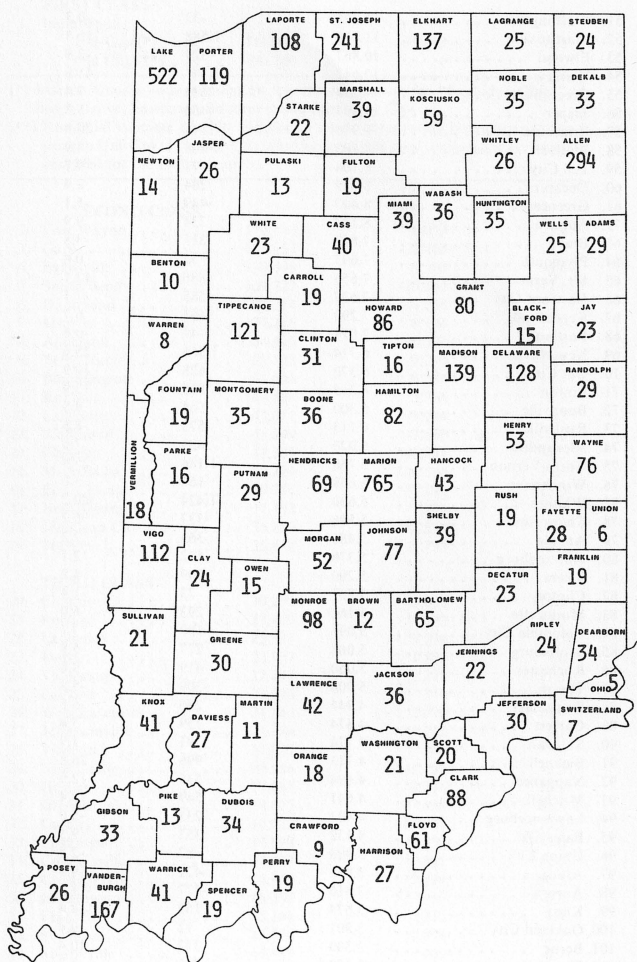 LAPORTE
108
ST. JOSEPH
241
ELKHART
137
LAGRANGE
25
STEUBEN
24
LAKE
522
PORTER
119
NOBLE
35
DEKALB
33
MARSHALL
39
KOSCIUSKO
59
STARKE
22
WHITLEY
26
ALLEN
294
NEWTON
14
JASPER
26
PULASKI
13
FULTON
19
MIAMI
39
WABASH
36
HUNTINGTON
35
WELLS
25
ADAMS
29
WHITE
23
CASS
40
BENTON
10
CARROLL
19
GRANT
80
HOWARD
86
BLACK-
FORD
15
JAY
23
TIPPECANOE
121
WARREN
8
CLINTON
31
TIPTON
16
MADISON
139
DELAWARE
128
RANDOLPH
29
FOUNTAIN
19
MONTGOMERY
35
BOONE
36
HAMILTON
82
HENRY
53
WAYNE
76
VERMILLION
18
PARKE
16
PUTNAM
29
HENDRICKS
69
MARION
765
HANCOCK
43
RUSH
19
FAYETTE
28
UNION
6
SHELBY
39
VIGO
112
CLAY
24
OWEN
15
MORGAN
52
JOHNSON
77
FRANKLIN
19
DECATUR
23
SULLIVAN
21
GREENE
30
MONROE
98
BROWN
12
BARTHOLOMEW
65
JENNINGS
22
RIPLEY
24
DEARBORN
34
OHIO
5
KNOX
41
DAVIESS
27
MARTIN
11
LAWRENCE
42
JACKSON
36
JEFFERSON
30
SWITZERLAND
7
ORANGE
18
WASHINGTON
21
SCOTT
20
CLARK
88
GIBSON
33
PIKE
13
DUBOIS
34
CRAWFORD
9
FLOYD
61
HARRISON
27
POSEY
26
VANDER-
BURGH
167
WARRICK
41
SPENCER
19
PERRY
19